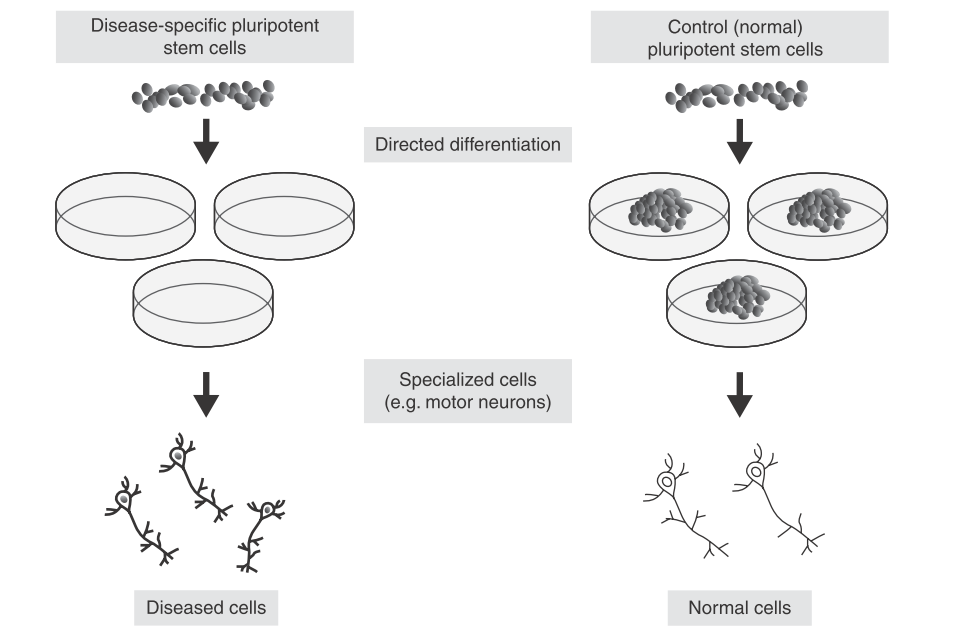 Disease-specific pluripotent
stem cells
Control (normal)
pluripotent stem cells
Directed differentiation
Specialized cells
(e.g. motor neurons)
Diseased cells
Normal cells